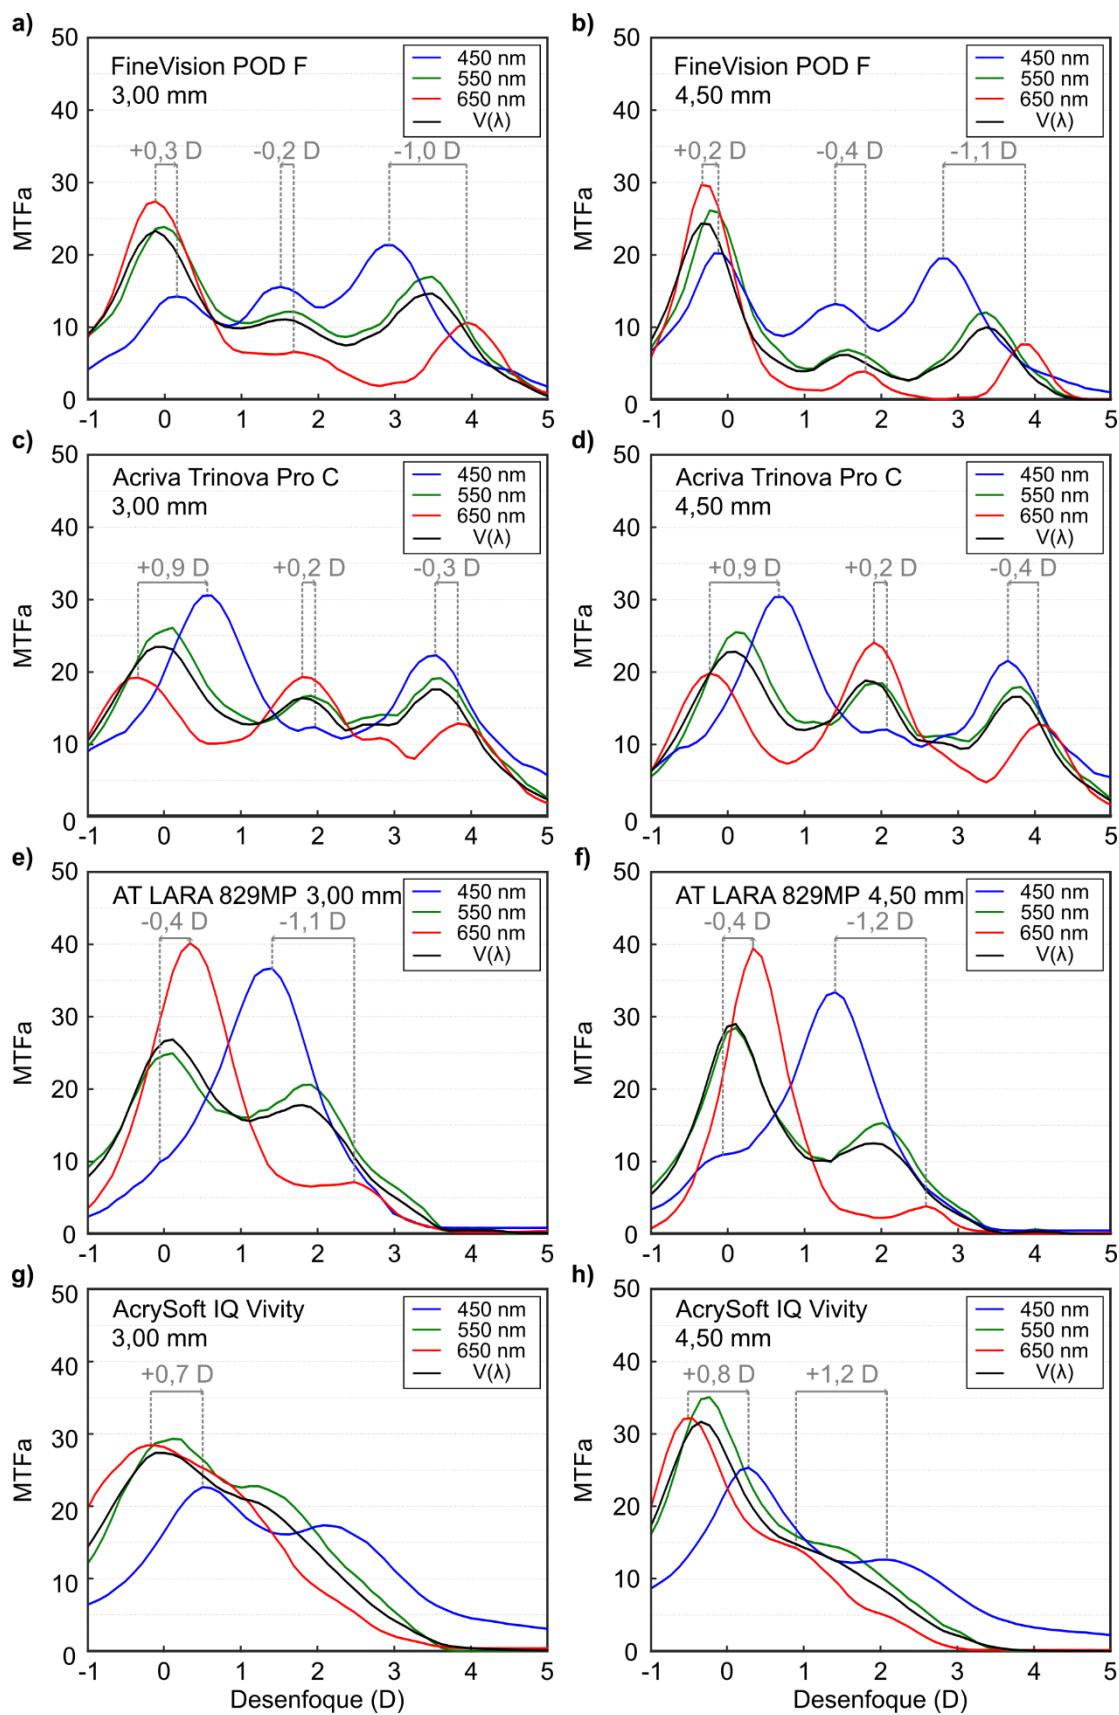 a)
50
40
30
20
10
0
MTFa
FineVision POD F
3,00 mm
450 nm
550 nm
650 nm
V(λ)
+0,3 D
-0,2 D
-1,0 D
-1 0 1 2 3 4 5
b)
50
40
30
20
10
0
MTFa
FineVision POD F
4,50 mm
450 nm
550 nm
650 nm
V(λ)
+0,2 D
-0,4 D
-1,1 D
-1 0 1 2 3 4 5
c)
50
40
30
20
10
0
MTFa
Acriva Trinova Pro C
3,00 mm
450 nm
550 nm
650 nm
V(λ)
+0,9 D
+0,2 D
-0,3 D
-1 0 1 2 3 4 5
d)
50
40
30
20
10
0
MTFa
Acriva Trinova Pro C
4,50 mm
450 nm
550 nm
650 nm
V(λ)
+0,9 D
+0,2 D
-0,4 D
-1 0 1 2 3 4 5
e)
50
40
30
20
10
0
MTFa
AT LARA 829MP 3,00 mm
450 nm
550 nm
650 nm
V(λ)
-0,4 D
-1,1 D
-1 0 1 2 3 4 5
f)
50
40
30
20
10
0
MTFa
AT LARA 829MP 4,50 mm
450 nm
550 nm
650 nm
V(λ)
-0,4 D
-1,2 D
-1 0 1 2 3 4 5
g)
50
40
30
20
10
0
MTFa
AcrySoft IQ Vivity
3,00 mm
450 nm
550 nm
650 nm
V(λ)
+0,7 D
-1 0 1 2 3 4 5
Desenfoque (D)
h)
50
40
30
20
10
0
MTFa
AcrySoft IQ Vivity
4,50 mm
450 nm
550 nm
650 nm
V(λ)
+0,8 D
+1,2 D
-1 0 1 2 3 4 5
Desenfoque (D)